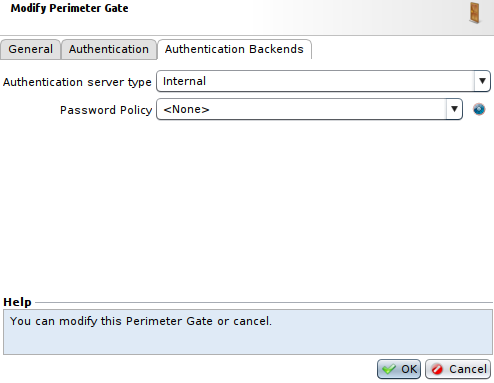 Modify Perimeter Gate
General Authentication Authentication Backends
Authentication server type Internal
Password Policy <None>
Help
You can modify this Perimeter Gate or cancel.
OK Cancel